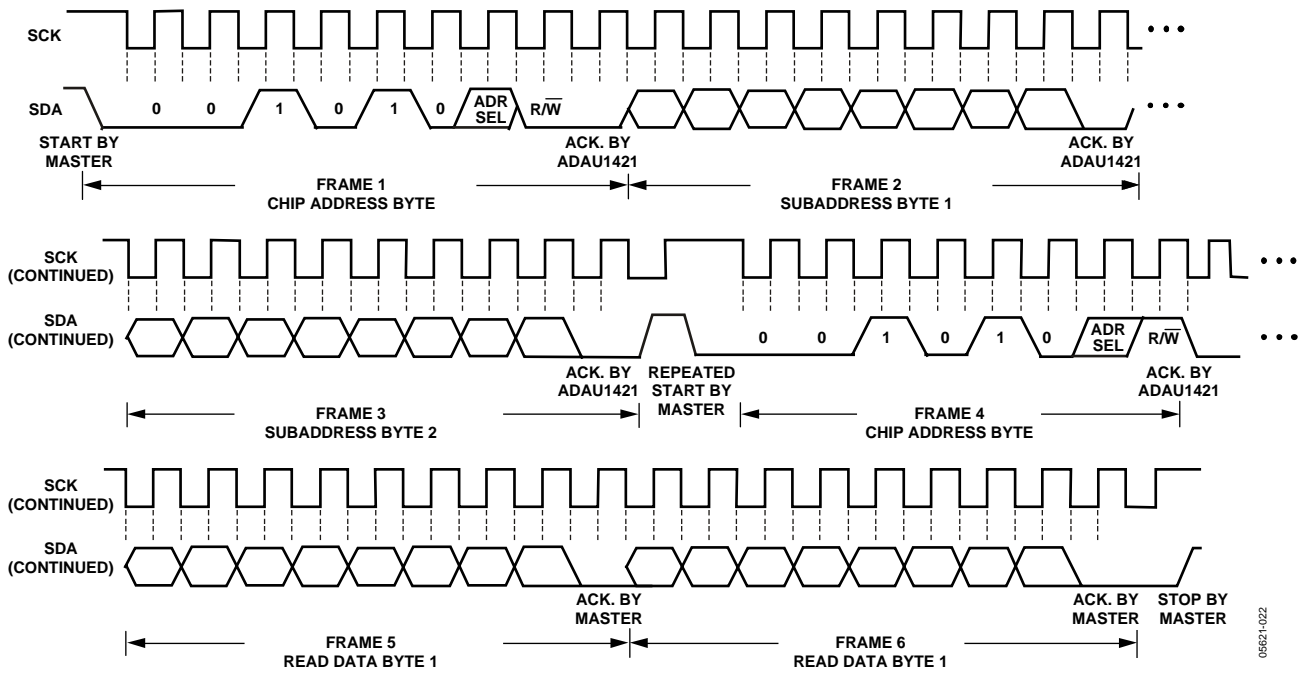 SCK
SDA
0 0 1 0 1 0 ADR SEL R/W̅
START BY MASTER
ACK. BY ADAU1421
ACK. BY ADAU1421
FRAME 1
CHIP ADDRESS BYTE
FRAME 2
SUBADDRESS BYTE 1
SCK
(CONTINUED)
SDA
(CONTINUED)
0 0 1 0 1 0 ADR SEL R/W̅
ACK. BY ADAU1421
REPEATED START BY MASTER
ACK. BY ADAU1421
FRAME 3
SUBADDRESS BYTE 2
FRAME 4
CHIP ADDRESS BYTE
SCK
(CONTINUED)
SDA
(CONTINUED)
ACK. BY MASTER
ACK. BY MASTER
STOP BY MASTER
FRAME 5
READ DATA BYTE 1
FRAME 6
READ DATA BYTE 1
05621-022